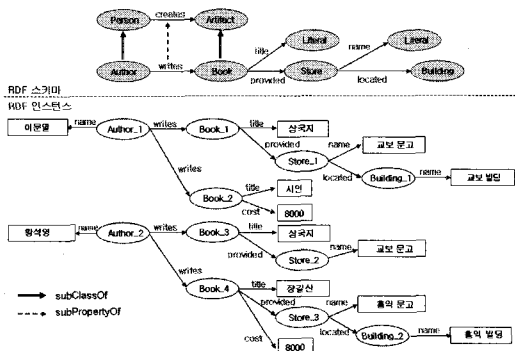 Person creates Artifact
title Literal name Literal
Author writes Book provided Store located Building
RDF 스키마
RDF 인스턴스
이문열 name Author_1 writes Book_1 title 삼국지
provided Store_1 name 교보 문고
located Building_1 name 교보 빌딩
writes Book_2 title 시인
cost 8000
황석영 name Author_2 writes Book_3 title 삼국지
provided Store_2 name 교보 문고
writes Book_4 title 장길산
provided Store_3 name 홍익 문고
located Building_2 name 홍익 빌딩
cost 8000
subClassOf
subPropertyOf